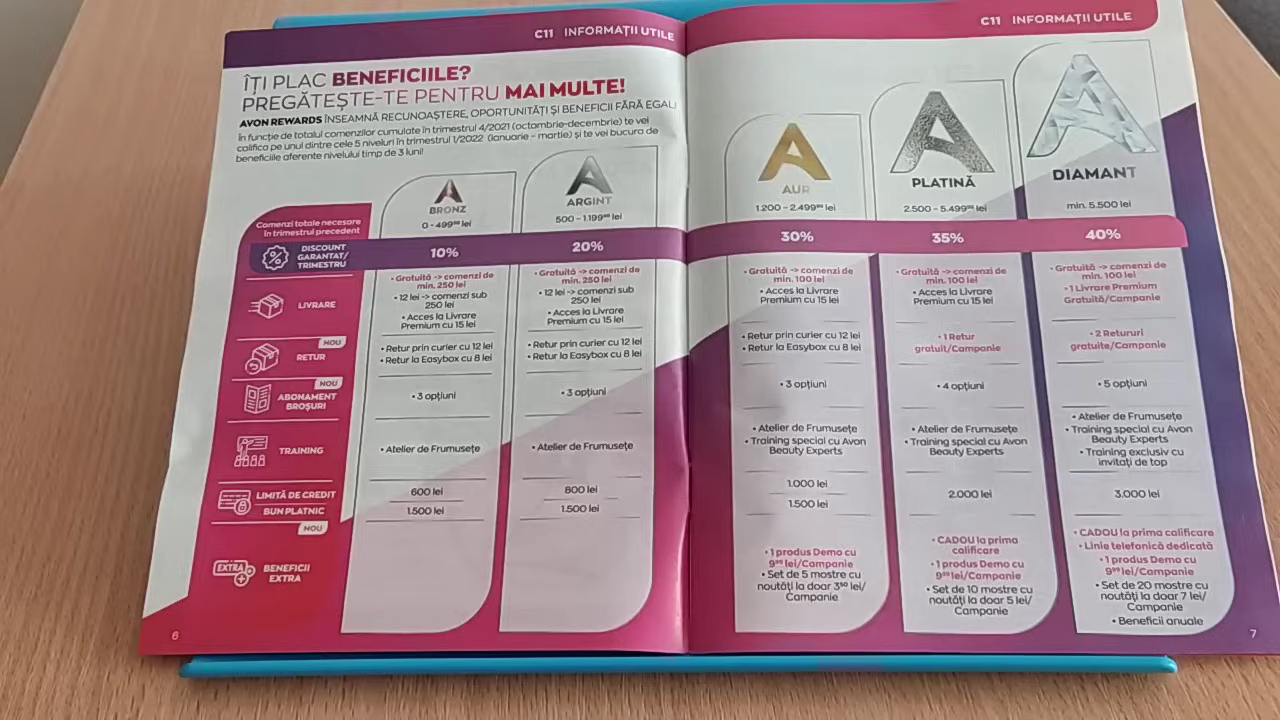 C11 INFORMAȚII UTILE
ÎȚI PLAC BENEFICIILE?
PREGĂTEȘTE-TE PENTRU MAI MULTE!
AVON REWARDS ÎNSEAMNĂ RECUNOAȘTERE, OPORTUNITĂȚI ȘI BENEFICII FĂRĂ EGAL!
În funcție de totalul comenzilor cumulate în trimestrul 4/2021 (octombrie-decembrie) te vei
califica pe unul dintre cele 5 niveluri în trimestrul 1/2022 (ianuarie - martie) și te vei bucura de
beneficiile aferente nivelului timp de 3 luni!
Comenzi totale necesare
în trimestrul precedent
BRONZ
0 - 499⁹⁹ lei
ARGINT
500 - 1.199⁹⁹ lei
DISCOUNT
GARANTAT/
TRIMESTRU
10%
20%
LIVRARE
• Gratuită -> comenzi de
min. 250 lei
• 12 lei -> comenzi sub
250 lei
• Acces la Livrare
Premium cu 15 lei
• Gratuită -> comenzi de
min. 250 lei
• 12 lei -> comenzi sub
250 lei
• Acces la Livrare
Premium cu 15 lei
NOU
RETUR
• Retur prin curier cu 12 lei
• Retur la Easybox cu 8 lei
• Retur prin curier cu 12 lei
• Retur la Easybox cu 8 lei
NOU
ABONAMENT
BROȘURI
• 3 opțiuni
• 3 opțiuni
TRAINING
• Atelier de Frumusețe
• Atelier de Frumusețe
LIMITĂ DE CREDIT
600 lei
800 lei
BUN PLATNIC
1.500 lei
1.500 lei
NOU
EXTRA
BENEFICII
EXTRA
6
C11 INFORMAȚII UTILE
AUR
1.200 - 2.499⁹⁹ lei
PLATINĂ
2.500 - 5.499⁹⁹ lei
DIAMANT
min. 5.500 lei
30%
35%
40%
• Gratuită -> comenzi de
min. 100 lei
• Acces la Livrare
Premium cu 15 lei
• Gratuită -> comenzi de
min. 100 lei
• Acces la Livrare
Premium cu 15 lei
• Gratuită -> comenzi de
min. 100 lei
• 1 Livrare Premium
Gratuită/Campanie
• Retur prin curier cu 12 lei
• Retur la Easybox cu 8 lei
• 1 Retur
gratuit/Campanie
• 2 Retururi
gratuite/Campanie
• 3 opțiuni
• 4 opțiuni
• 5 opțiuni
• Atelier de Frumusețe
• Training special cu Avon
Beauty Experts
• Atelier de Frumusețe
• Training special cu Avon
Beauty Experts
• Atelier de Frumusețe
• Training special cu Avon
Beauty Experts
• Training exclusiv cu
invitați de top
1.000 lei
1.500 lei
2.000 lei
3.000 lei
• 1 produs Demo cu
9⁹⁹ lei/Campanie
• Set de 5 mostre cu
noutăți la doar 3⁵⁰ lei/
Campanie
• CADOU la prima
calificare
• 1 produs Demo cu
9⁹⁹ lei/Campanie
• Set de 10 mostre cu
noutăți la doar 5 lei/
Campanie
• CADOU la prima calificare
• Linie telefonică dedicată
• 1 produs Demo cu
9⁹⁹ lei/Campanie
• Set de 20 mostre cu
noutăți la doar 7 lei/
Campanie
• Beneficii anuale
7